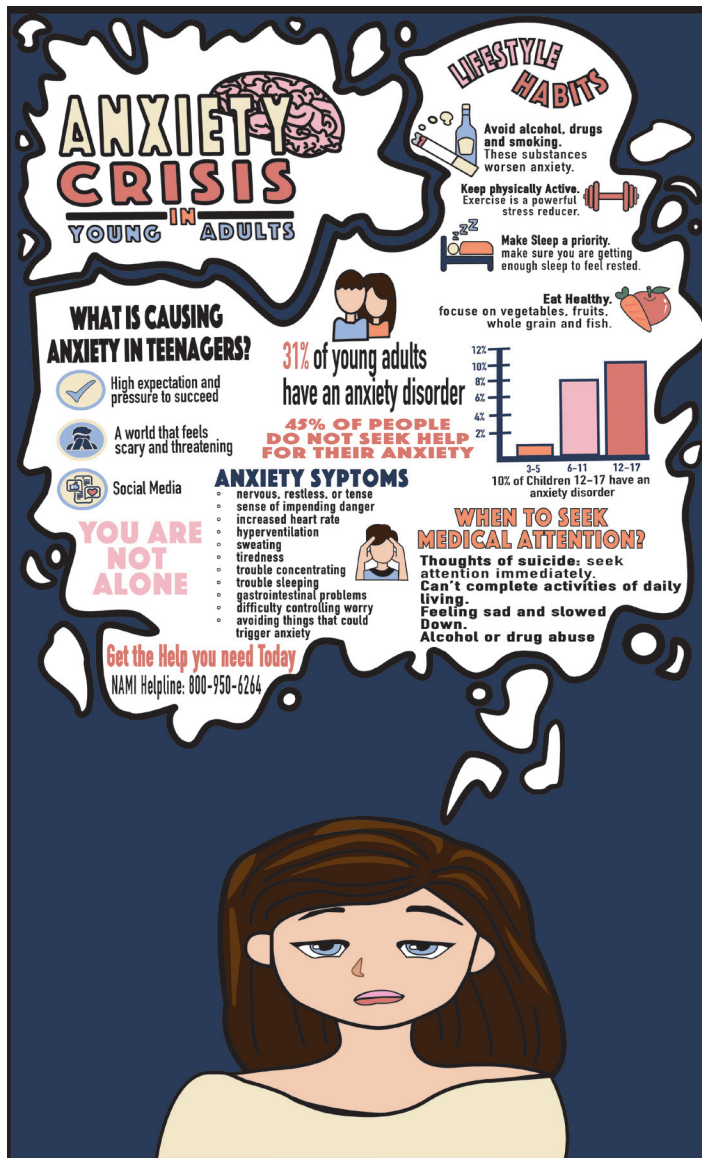 ANXIETY
CRISIS
IN
YOUNG ADULTS
LIFESTYLE
HABITS
Avoid alcohol, drugs
and smoking.
These substances
worsen anxiety.
Keep physically Active.
Exercise is a powerful
stress reducer.
zzZ
Make Sleep a priority.
make sure you are getting
enough sleep to feel rested.
Eat Healthy.
focuse on vegetables, fruits,
whole grain and fish.
WHAT IS CAUSING
ANXIETY IN TEENAGERS?
High expectation and
pressure to succeed
A world that feels
scary and threatening
Social Media
31% of young adults
have an anxiety disorder
45% OF PEOPLE
DO NOT SEEK HELP
FOR THEIR ANXIETY
12%
10%
8%
6%
4%
2%
3-5 6-11 12-17
10% of Children 12-17 have an
anxiety disorder
ANXIETY SYPTOMS
nervous, restless, or tense
sense of impending danger
increased heart rate
hyperventilation
sweating
tiredness
trouble concentrating
trouble sleeping
gastrointestinal problems
difficulty controlling worry
avoiding things that could
trigger anxiety
YOU ARE
NOT
ALONE
WHEN TO SEEK
MEDICAL ATTENTION?
Thoughts of suicide: seek
attention immediately.
Can't complete activities of daily
living.
Feeling sad and slowed
Down.
Alcohol or drug abuse
Get the Help you need Today
NAMI Helpline: 800-950-6264